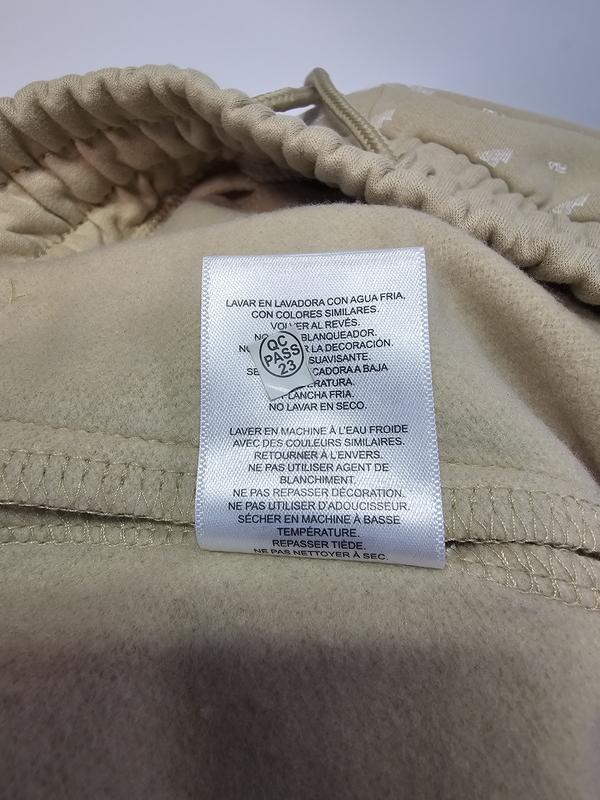 LAVAR EN LAVADORA CON AGUA FRIA,
CON COLORES SIMILARES.
AL REVÉS.
BLANQUEADOR.
LA DECORACIÓN.
SUAVISANTE.
A BAJA
PLANCHA FRIA.
NO LAVAR EN SECO.
QC
PASS
23
LAVER EN MACHINE À L'EAU FROIDE
AVEC DES COULEURS SIMILAIRES.
RETOURNER À L'ENVERS.
NE PAS UTILISER AGENT DE
BLANCHIMENT.
NE PAS REPASSER DÉCORATION.
NE PAS UTILISER D'ADOUCISSEUR.
SÉCHER EN MACHINE À BASSE
TEMPÉRATURE.
REPASSER TIÈDE.
NE PAS NETTOYER À SEC.